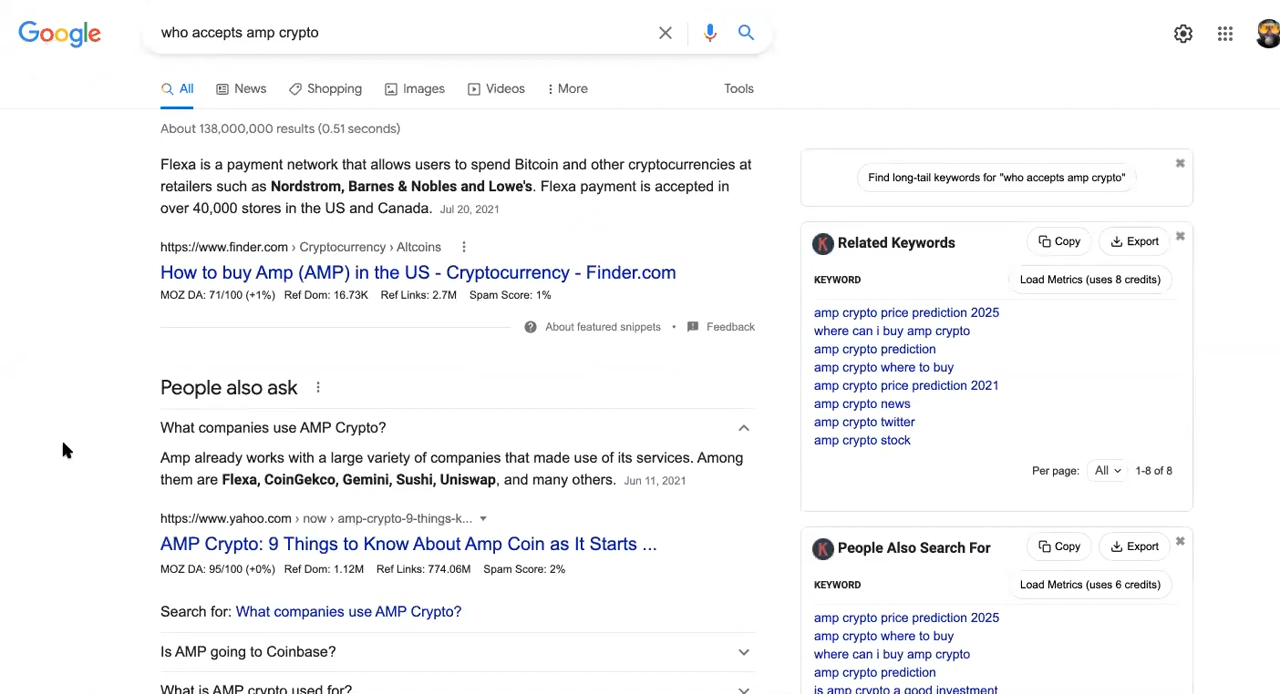 Google
who accepts amp crypto
All
News
Shopping
Images
Videos
More
Tools
About 138,000,000 results (0.51 seconds)
Flexa is a payment network that allows users to spend Bitcoin and other cryptocurrencies at
retailers such as Nordstrom, Barnes & Nobles and Lowe's. Flexa payment is accepted in
over 40,000 stores in the US and Canada. Jul 20, 2021
https://www.finder.com › Cryptocurrency › Altcoins
How to buy Amp (AMP) in the US - Cryptocurrency - Finder.com
MOZ DA: 71/100 (+1%) Ref Dom: 16.73K Ref Links: 2.7M Spam Score: 1%
About featured snippets • Feedback
People also ask
What companies use AMP Crypto?
Amp already works with a large variety of companies that made use of its services. Among
them are Flexa, CoinGekco, Gemini, Sushi, Uniswap, and many others. Jun 11, 2021
https://www.yahoo.com › now › amp-crypto-9-things-k...
AMP Crypto: 9 Things to Know About Amp Coin as It Starts ...
MOZ DA: 95/100 (+0%) Ref Dom: 1.12M Ref Links: 774.06M Spam Score: 2%
Search for: What companies use AMP Crypto?
Is AMP going to Coinbase?
What is AMP crypto used for?
Find long-tail keywords for "who accepts amp crypto"
K Related Keywords
Copy
Export
KEYWORD
Load Metrics (uses 8 credits)
amp crypto price prediction 2025
where can i buy amp crypto
amp crypto prediction
amp crypto where to buy
amp crypto price prediction 2021
amp crypto news
amp crypto twitter
amp crypto stock
Per page: All 1-8 of 8
K People Also Search For
Copy
Export
KEYWORD
Load Metrics (uses 6 credits)
amp crypto price prediction 2025
amp crypto where to buy
where can i buy amp crypto
amp crypto prediction
is amp crypto a good investment